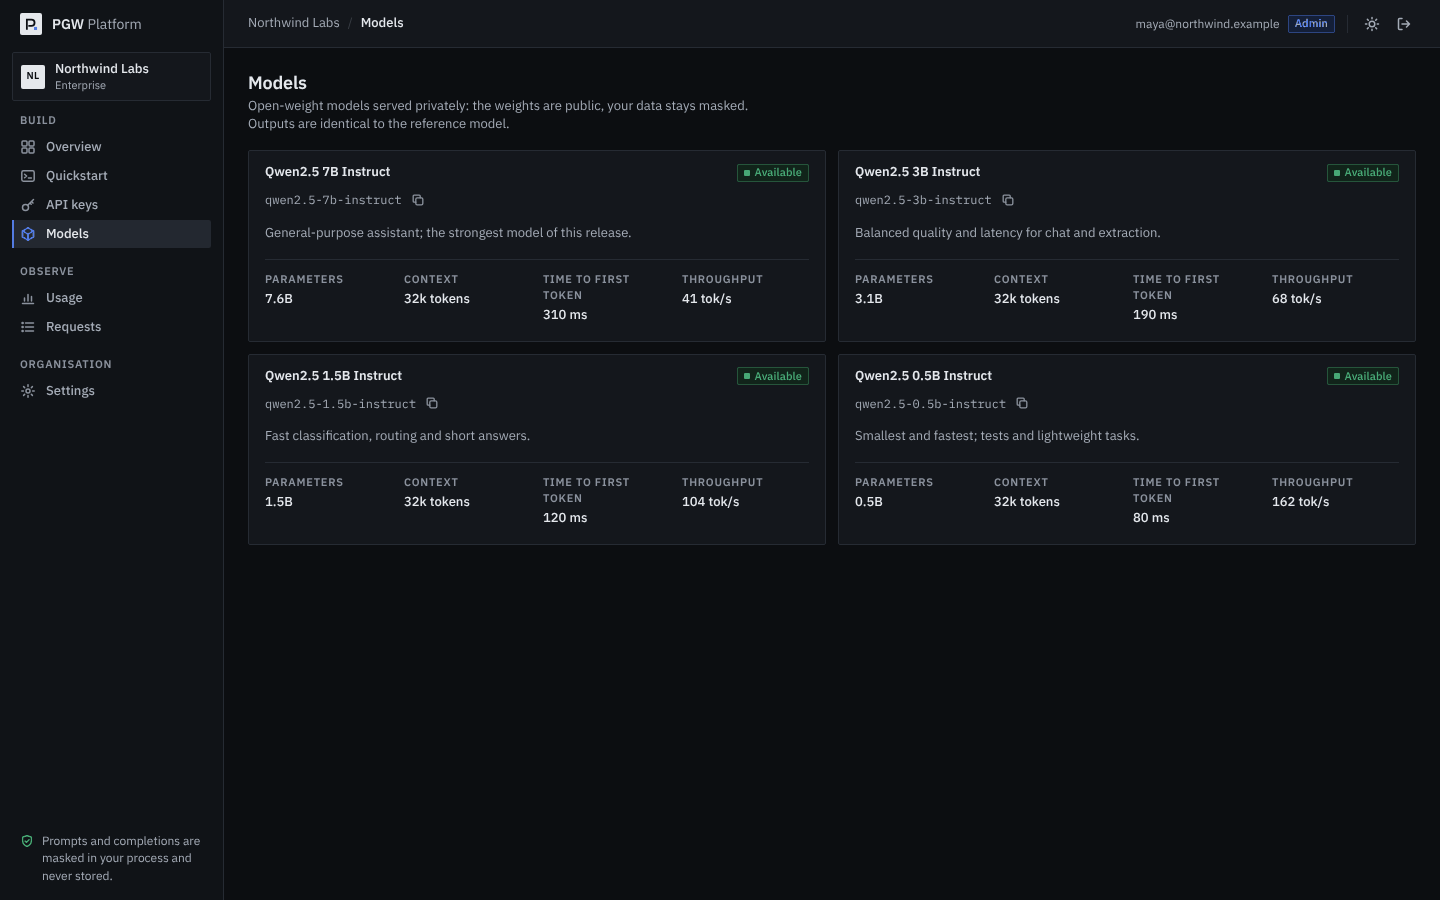 PGW Platform
NL
Northwind Labs
Enterprise
BUILD
Overview
Quickstart
API keys
Models
OBSERVE
Usage
Requests
ORGANISATION
Settings
Prompts and completions are
masked in your process and
never stored.
Northwind Labs / Models
maya@northwind.example Admin
Models
Open-weight models served privately: the weights are public, your data stays masked.
Outputs are identical to the reference model.
Qwen2.5 7B Instruct
Available
qwen2.5-7b-instruct
General-purpose assistant; the strongest model of this release.
PARAMETERS
7.6B
CONTEXT
32k tokens
TIME TO FIRST
TOKEN
310 ms
THROUGHPUT
41 tok/s
Qwen2.5 3B Instruct
Available
qwen2.5-3b-instruct
Balanced quality and latency for chat and extraction.
PARAMETERS
3.1B
CONTEXT
32k tokens
TIME TO FIRST
TOKEN
190 ms
THROUGHPUT
68 tok/s
Qwen2.5 1.5B Instruct
Available
qwen2.5-1.5b-instruct
Fast classification, routing and short answers.
PARAMETERS
1.5B
CONTEXT
32k tokens
TIME TO FIRST
TOKEN
120 ms
THROUGHPUT
104 tok/s
Qwen2.5 0.5B Instruct
Available
qwen2.5-0.5b-instruct
Smallest and fastest; tests and lightweight tasks.
PARAMETERS
0.5B
CONTEXT
32k tokens
TIME TO FIRST
TOKEN
80 ms
THROUGHPUT
162 tok/s